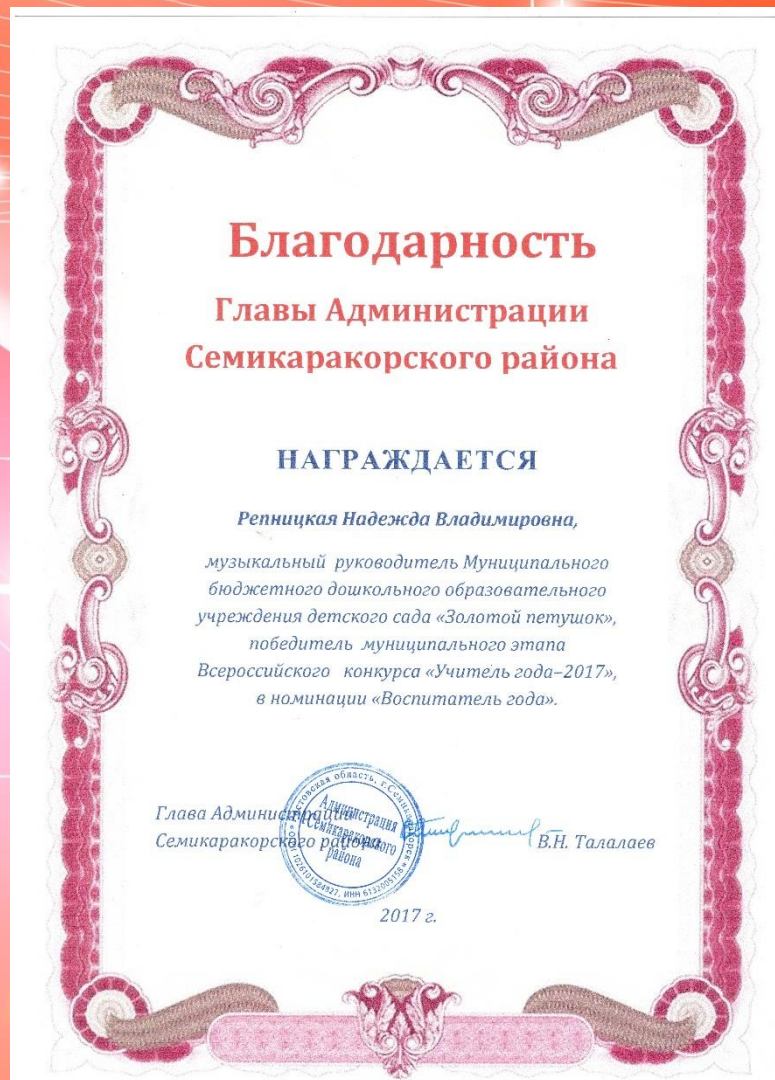 Благодарность
Главы Администрации
Семикаракорского района
НАГРАЖДАЕТСЯ
Репницкая Надежда Владимировна,
музыкальный руководитель Муниципального
бюджетного дошкольного образовательного
учреждения детского сада «Золотой петушок»,
победитель муниципального этапа
Всероссийского конкурса «Учитель года–2017»,
в номинации «Воспитатель года».
Глава Администрации
Семикаракорского района В.Н. Талалаев
Администрация
Семикаракорского
района
2017 г.